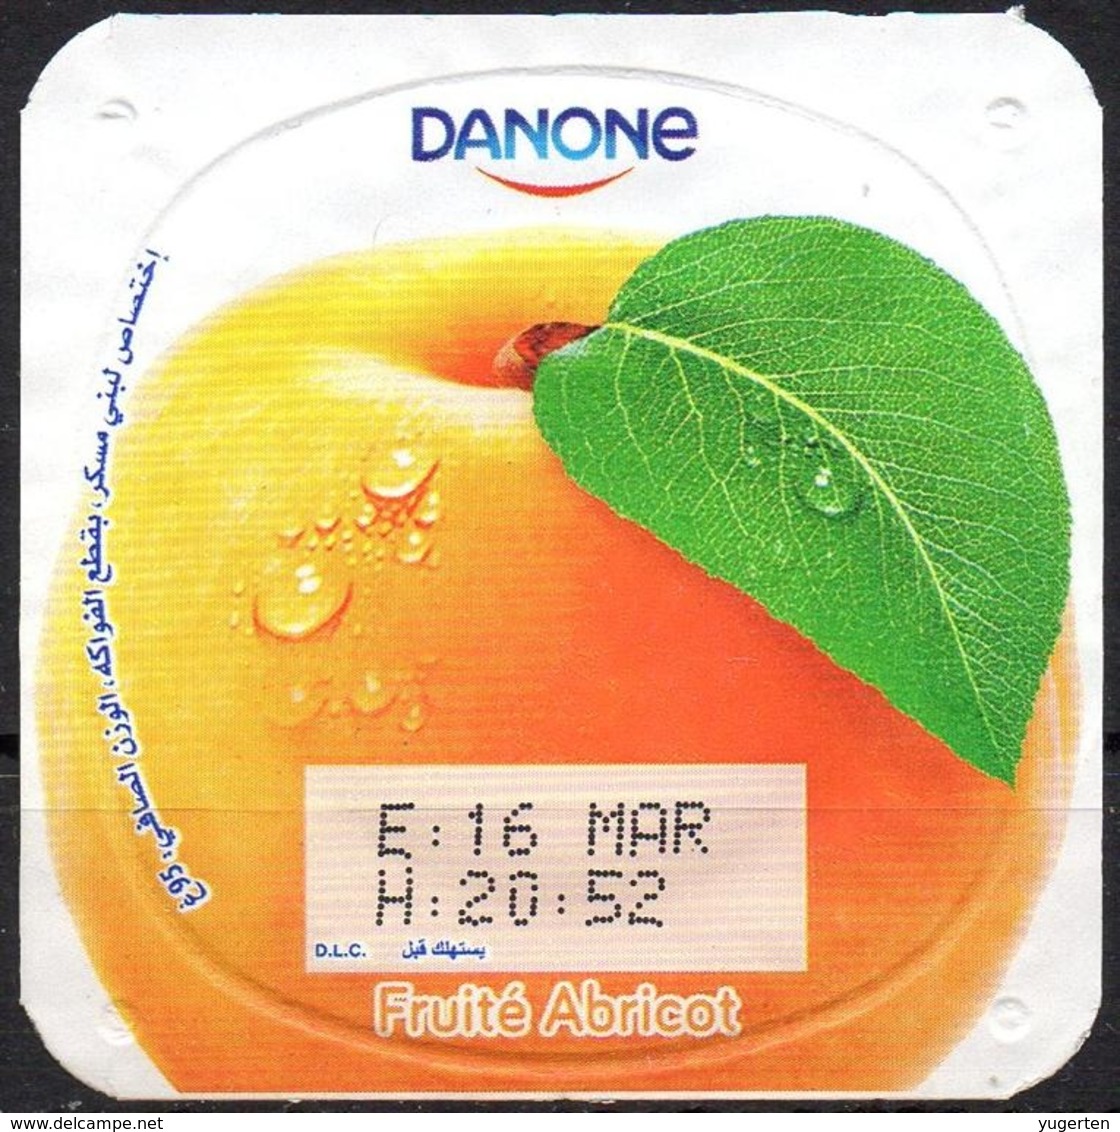 DANONE
إختصاص لبني مسكر، بقطع الفواكه، الوزن الصافي: 95غ
E:16 MAR
H:20:52
D.L.C. يستهلك قبل
Fruité Abricot
delcampe.net
yugerten